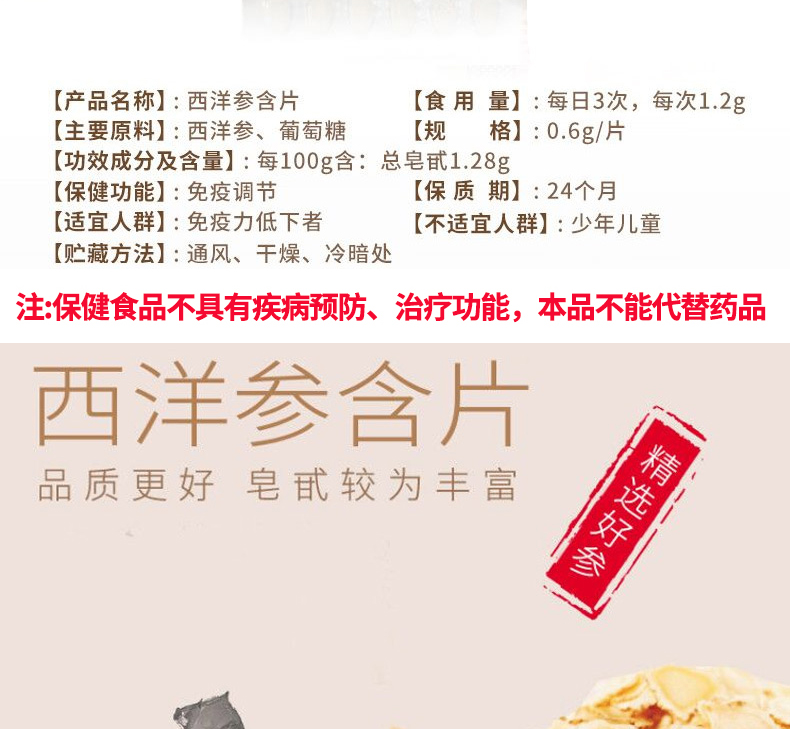 【产品名称】: 西洋参含片
【食 用 量】: 每日3次，每次1.2g
【主要原料】: 西洋参、葡萄糖
【规 格】: 0.6g/片
【功效成分及含量】: 每100g含：总皂甙1.28g
【保健功能】: 免疫调节
【保 质 期】: 24个月
【适宜人群】: 免疫力低下者
【不适宜人群】: 少年儿童
【贮藏方法】: 通风、干燥、冷暗处
注:保健食品不具有疾病预防、治疗功能，本品不能代替药品
西洋参含片
品质更好 皂甙较为丰富
精选好参